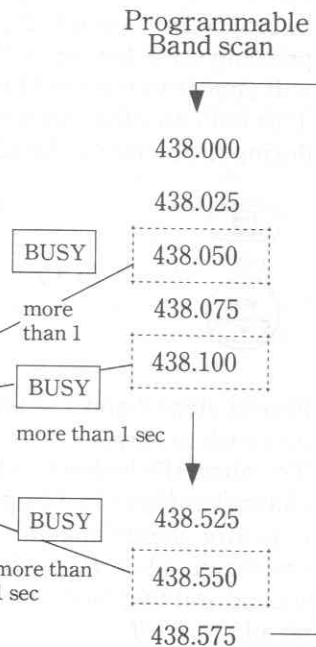 Programmable
Band scan
438.000
438.025
BUSY
438.050
more
than 1
438.075
438.100
BUSY
more than 1 sec
BUSY
438.525
more than
1 sec
438.550
438.575